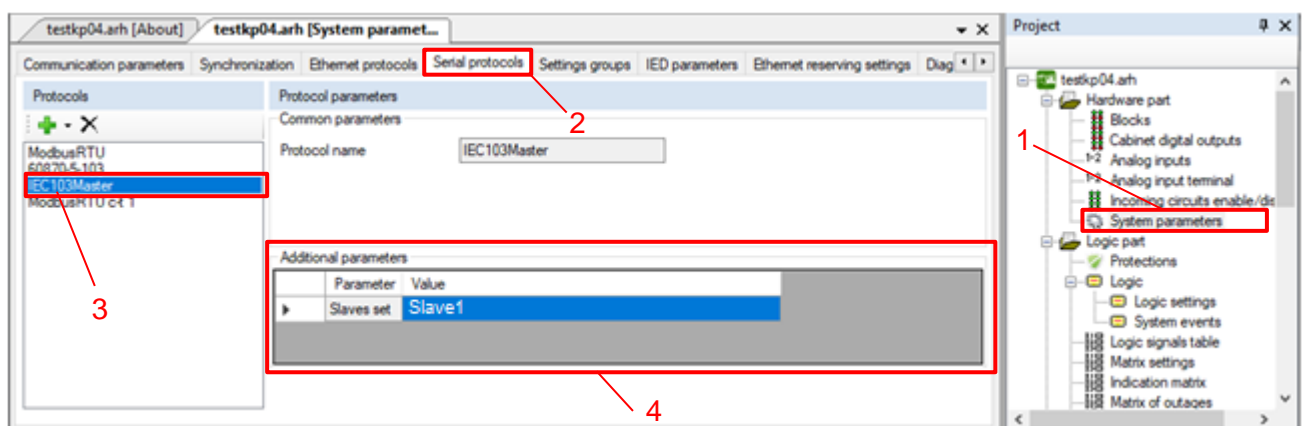 testkp04.arh [About]
testkp04.arh [System paramet...
Project
Communication parameters
Synchronization
Ethernet protocols
Serial protocols
Settings groups
IED parameters
Ethernet reserving settings
Diag
Protocols
ModbusRTU
60870-5-103
IEC103Master
ModbusRTU c-t 1
3
Protocol parameters
Common parameters
2
Protocol name
IEC103Master
Additional parameters
Parameter
Value
Slaves set
Slave1
4
testkp04.arh
Hardware part
Blocks
Cabinet digital outputs
1
Analog inputs
Analog input terminal
Incoming circuits enable/dis
System parameters
Logic part
Protections
Logic
Logic settings
System events
Logic signals table
Matrix settings
Indication matrix
Matrix of outages